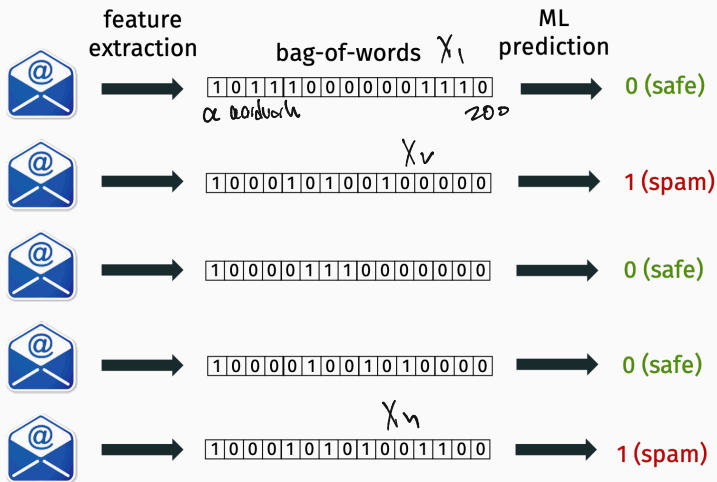 feature extraction
bag-of-words X₁
ML prediction
@ 1 0 1 1 1 0 0 0 0 0 0 1 1 1 0 0 (safe)
a aardvark zoo
X₂
@ 1 0 0 0 1 0 1 0 0 1 0 0 0 0 0 1 (spam)
@ 1 0 0 0 0 1 1 1 0 0 0 0 0 0 0 0 (safe)
@ 1 0 0 0 0 1 0 0 1 0 1 0 0 0 0 0 (safe)
Xn
@ 1 0 0 0 1 0 1 0 1 0 0 1 1 0 0 1 (spam)